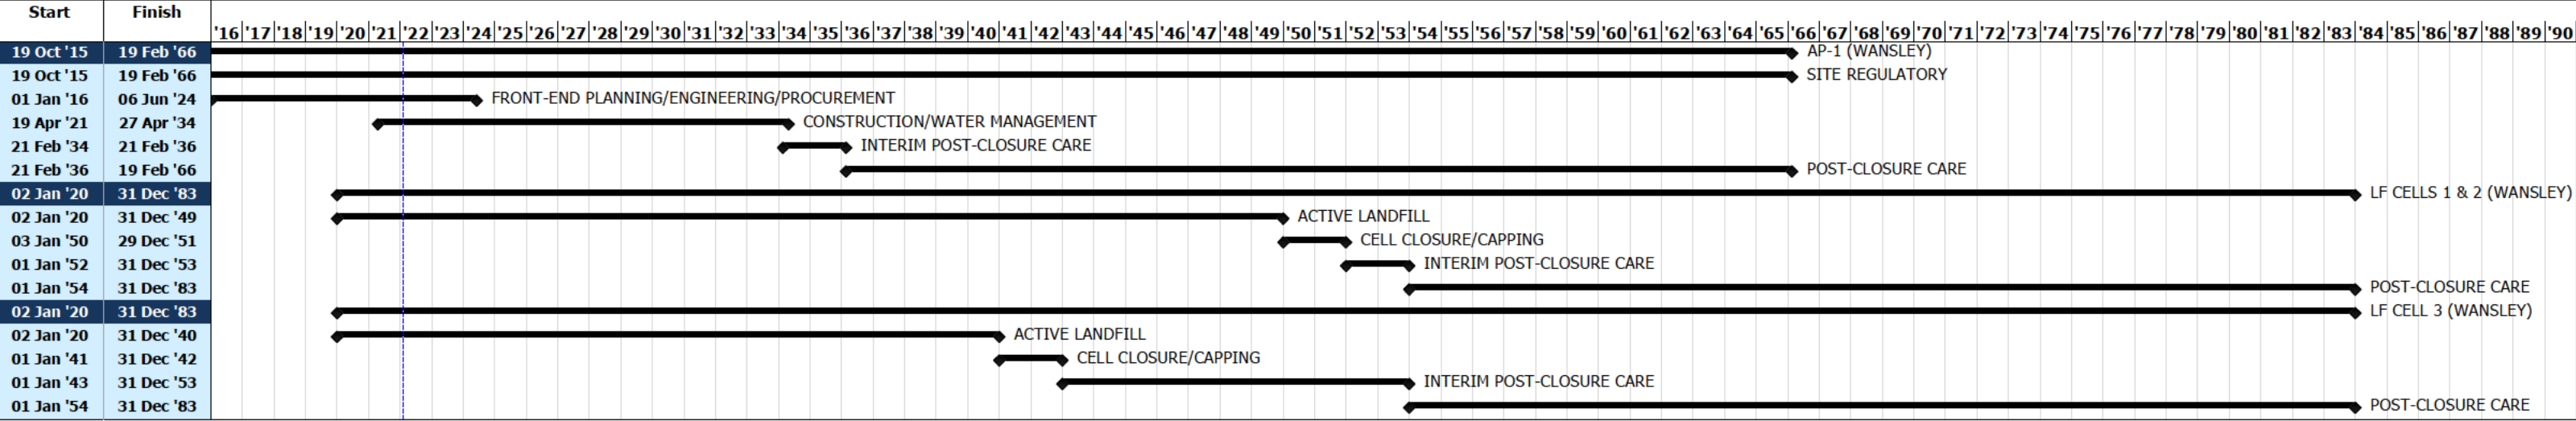 Start Finish
'16 '17 '18 '19 '20 '21 '22 '23 '24 '25 '26 '27 '28 '29 '30 '31 '32 '33 '34 '35 '36 '37 '38 '39 '40 '41 '42 '43 '44 '45 '46 '47 '48 '49 '50 '51 '52 '53 '54 '55 '56 '57 '58 '59 '60 '61 '62 '63 '64 '65 '66 '67 '68 '69 '70 '71 '72 '73 '74 '75 '76 '77 '78 '79 '80 '81 '82 '83 '84 '85 '86 '87 '88 '89 '90
19 Oct '15 19 Feb '66 AP-1 (WANSLEY)
19 Oct '15 19 Feb '66 SITE REGULATORY
01 Jan '16 06 Jun '24 FRONT-END PLANNING/ENGINEERING/PROCUREMENT
19 Apr '21 27 Apr '34 CONSTRUCTION/WATER MANAGEMENT
21 Feb '34 21 Feb '36 INTERIM POST-CLOSURE CARE
21 Feb '36 19 Feb '66 POST-CLOSURE CARE
02 Jan '20 31 Dec '83 LF CELLS 1 & 2 (WANSLEY)
02 Jan '20 31 Dec '49 ACTIVE LANDFILL
03 Jan '50 29 Dec '51 CELL CLOSURE/CAPPING
01 Jan '52 31 Dec '53 INTERIM POST-CLOSURE CARE
01 Jan '54 31 Dec '83 POST-CLOSURE CARE
02 Jan '20 31 Dec '83 LF CELL 3 (WANSLEY)
02 Jan '20 31 Dec '40 ACTIVE LANDFILL
01 Jan '41 31 Dec '42 CELL CLOSURE/CAPPING
01 Jan '43 31 Dec '53 INTERIM POST-CLOSURE CARE
01 Jan '54 31 Dec '83 POST-CLOSURE CARE